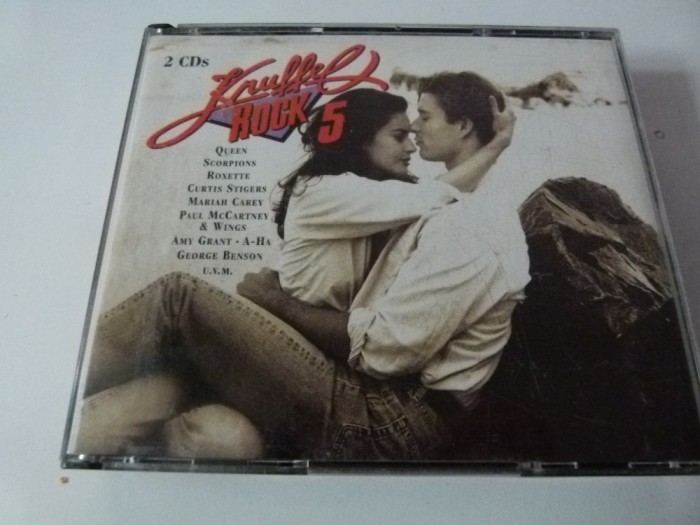 2 CDs
Knuffel
ROCK 5
QUEEN
SCORPIONS
ROXETTE
CURTIS STIGERS
MARIAH CAREY
PAUL MCCARTNEY
& WINGS
AMY GRANT • A-HA
GEORGE BENSON
U.V.M.